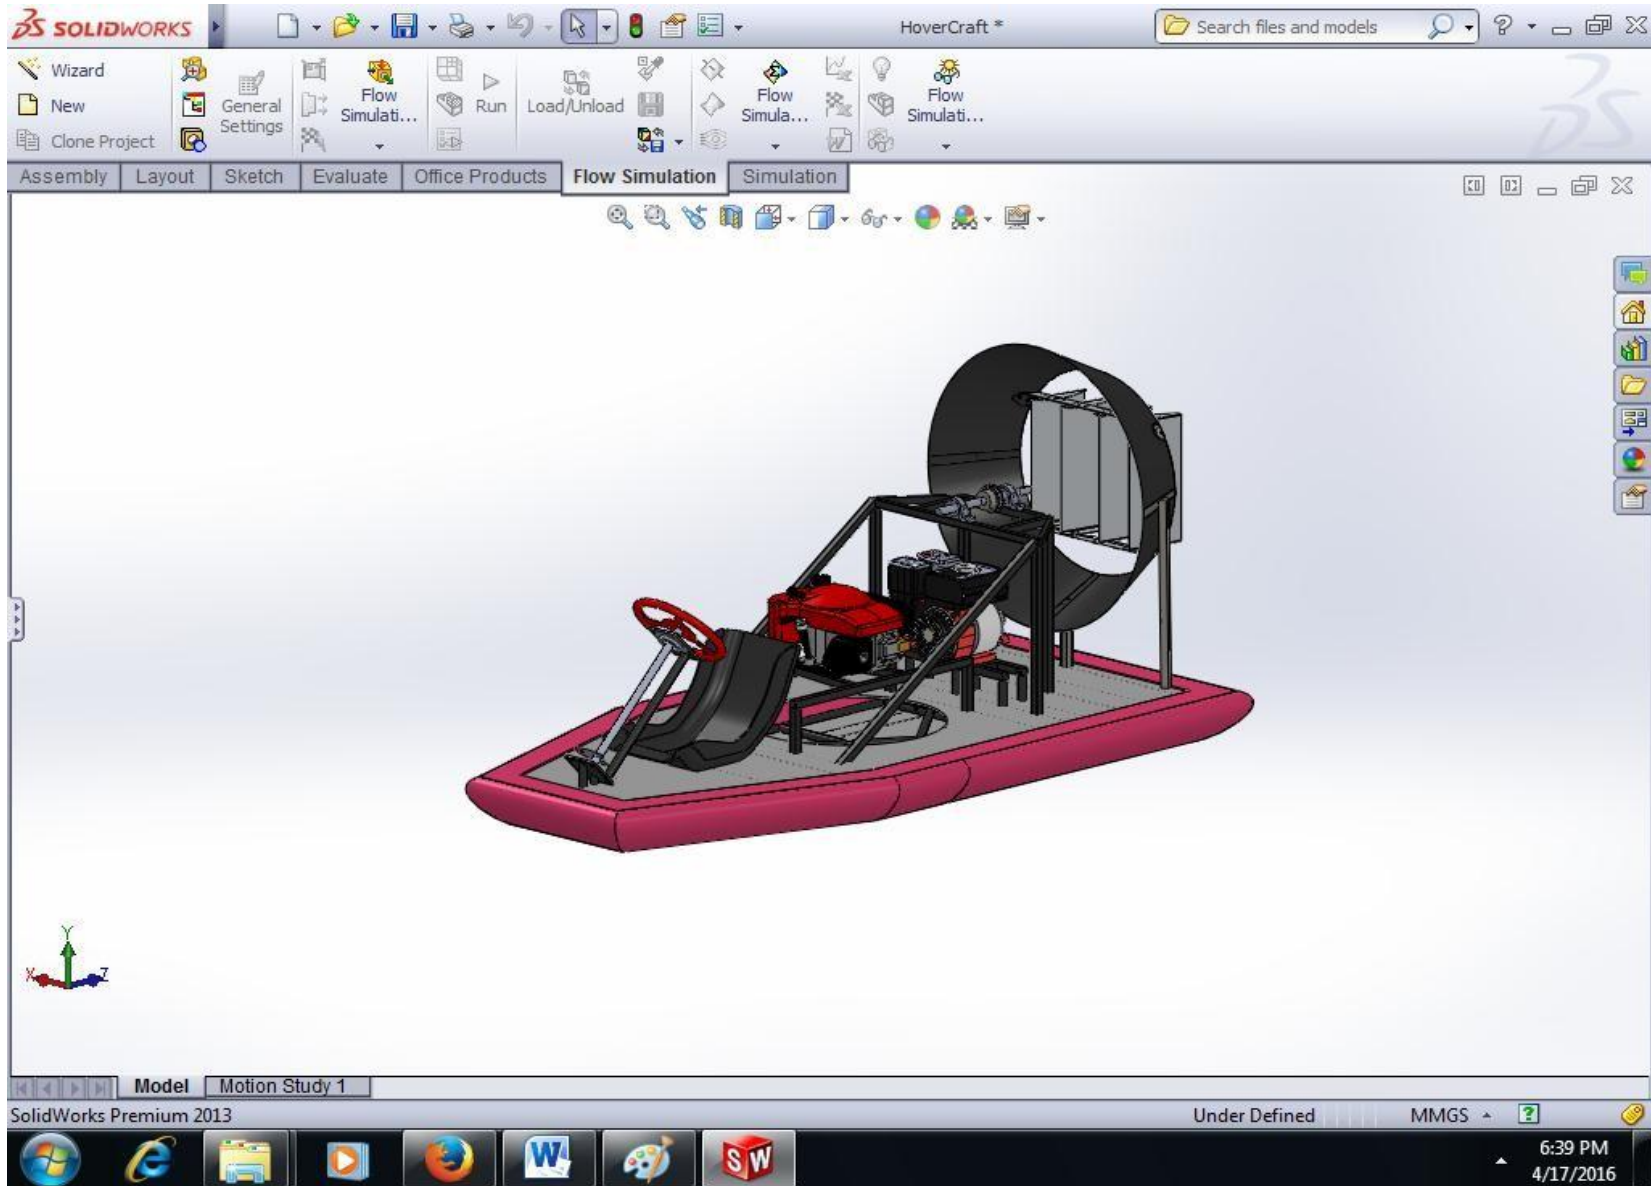 SOLIDWORKS
HoverCraft *
Search files and models
Wizard
New
Clone Project
General
Settings
Flow
Simulati...
Run
Load/Unload
Flow
Simula...
Flow
Simulati...
Assembly
Layout
Sketch
Evaluate
Office Products
Flow Simulation
Simulation
Y
X
Z
Model
Motion Study 1
SolidWorks Premium 2013
Under Defined
MMGS
6:39 PM
4/17/2016